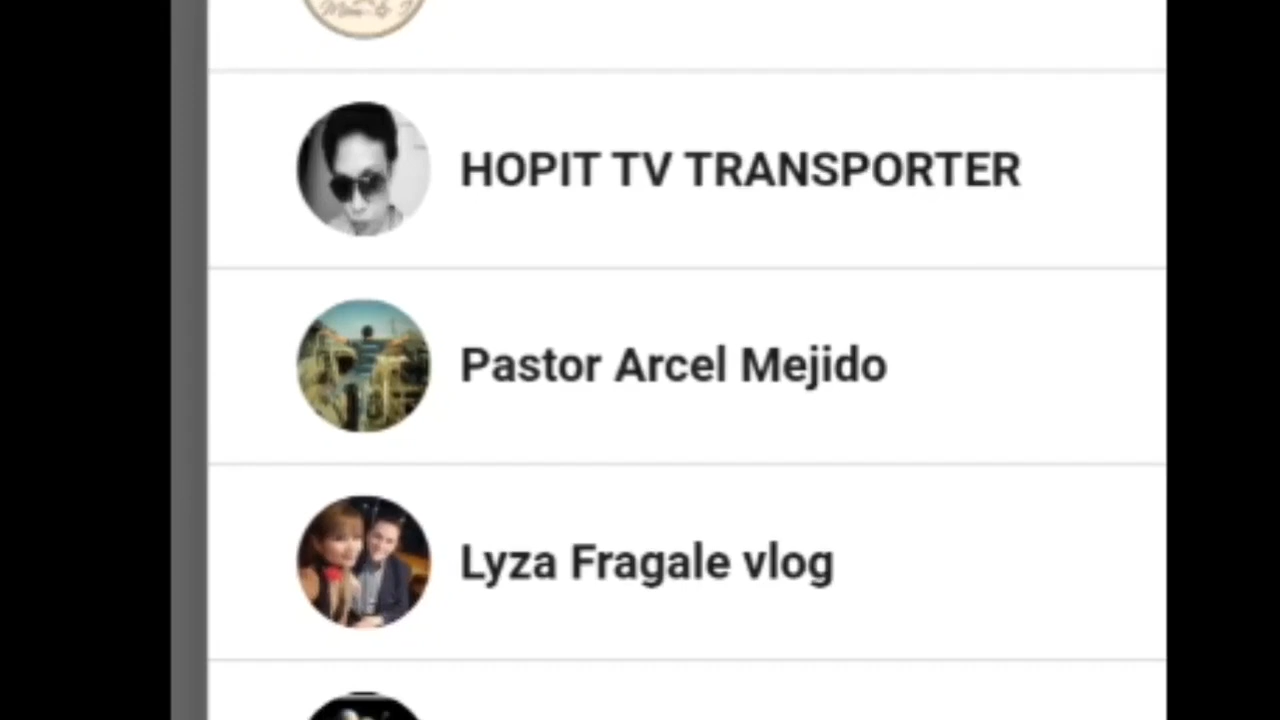 HOPIT TV TRANSPORTER
Pastor Arcel Mejido
Lyza Fragale vlog